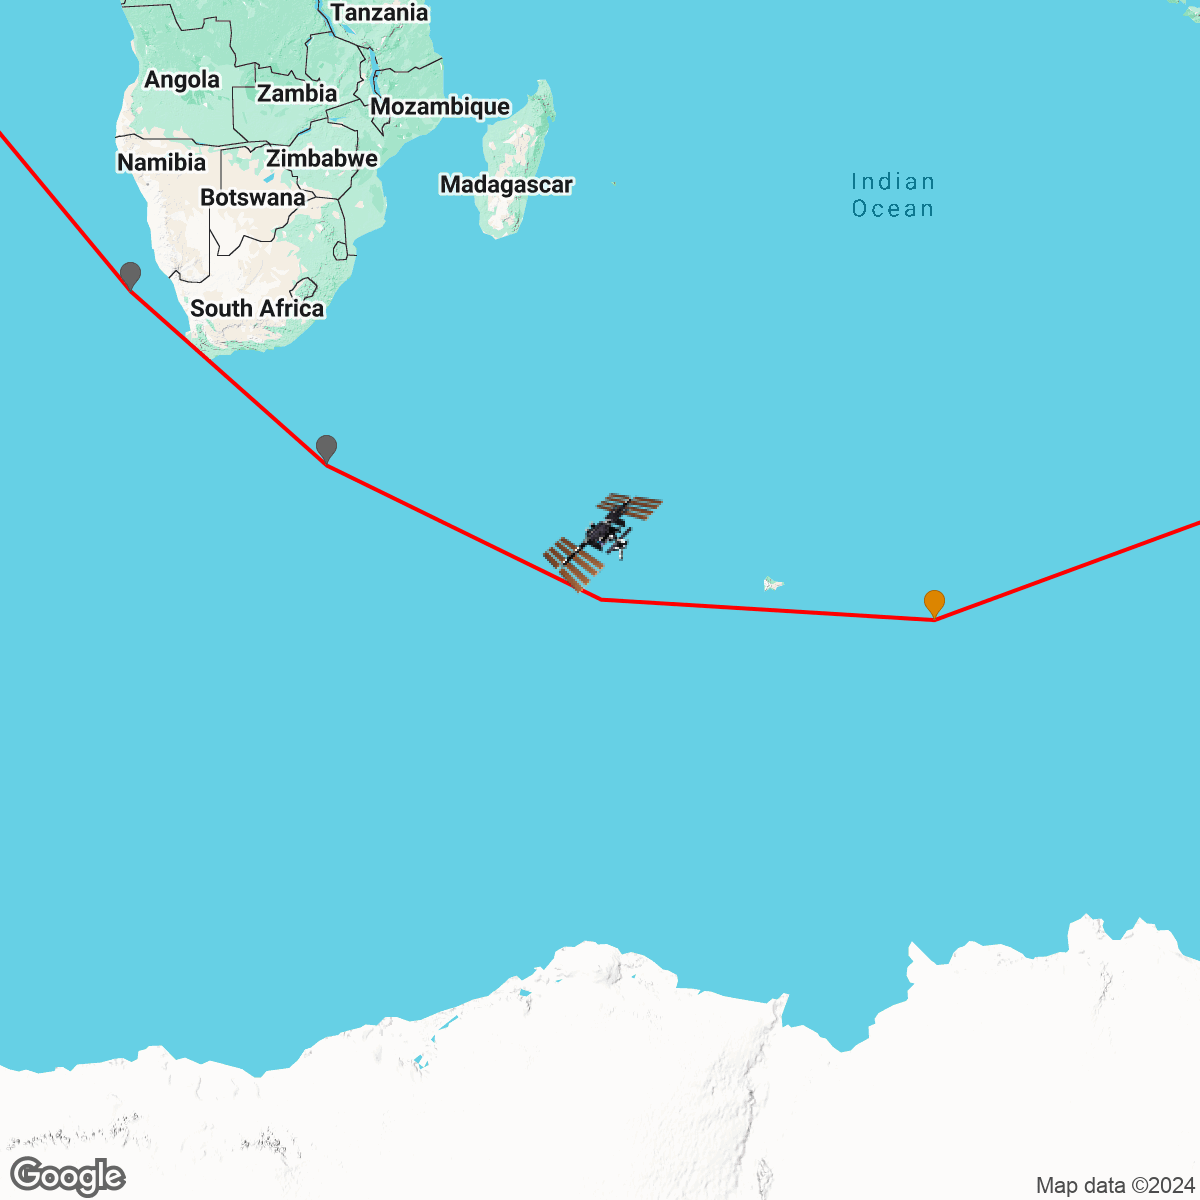 Tanzania
Angola
Zambia
Mozambique
Namibia
Zimbabwe
Botswana
Madagascar
Indian
Ocean
South Africa
Google
Map data ©2024